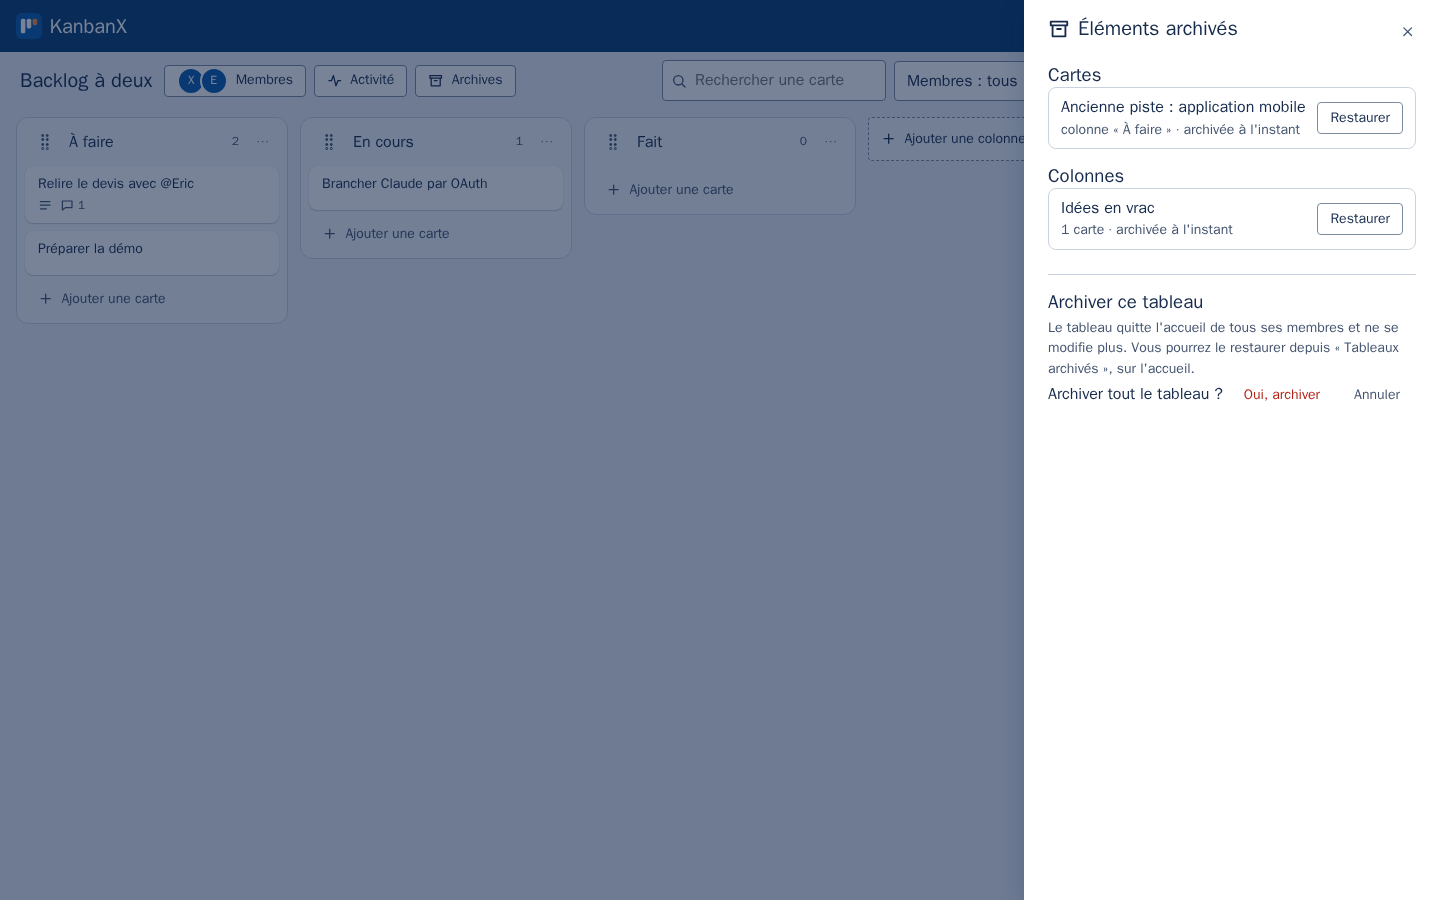 KanbanX
Backlog à deux
X E Membres
Activité
Archives
Rechercher une carte
Membres : tous
À faire 2 ...
Relire le devis avec @Eric
1
Préparer la démo
+ Ajouter une carte
En cours 1 ...
Brancher Claude par OAuth
+ Ajouter une carte
Fait 0 ...
+ Ajouter une carte
+ Ajouter une colonne
Éléments archivés
×
Cartes
Ancienne piste : application mobile
colonne « À faire » · archivée à l'instant
Restaurer
Colonnes
Idées en vrac
1 carte · archivée à l'instant
Restaurer
Archiver ce tableau
Le tableau quitte l'accueil de tous ses membres et ne se
modifie plus. Vous pourrez le restaurer depuis « Tableaux
archivés », sur l'accueil.
Archiver tout le tableau ? Oui, archiver Annuler